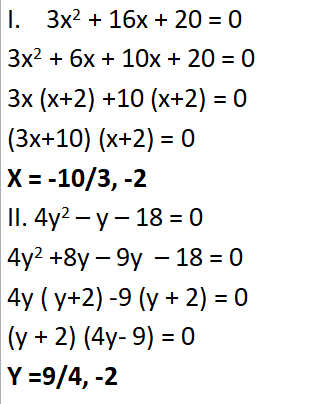 I. 3x² + 16x + 20 = 0
3x² + 6x + 10x + 20 = 0
3x (x+2) +10 (x+2) = 0
(3x+10) (x+2) = 0
X = -10/3, -2
II. 4y² – y – 18 = 0
4y² +8y – 9y – 18 = 0
4y ( y+2) -9 (y + 2) = 0
(y + 2) (4y- 9) = 0
Y =9/4, -2